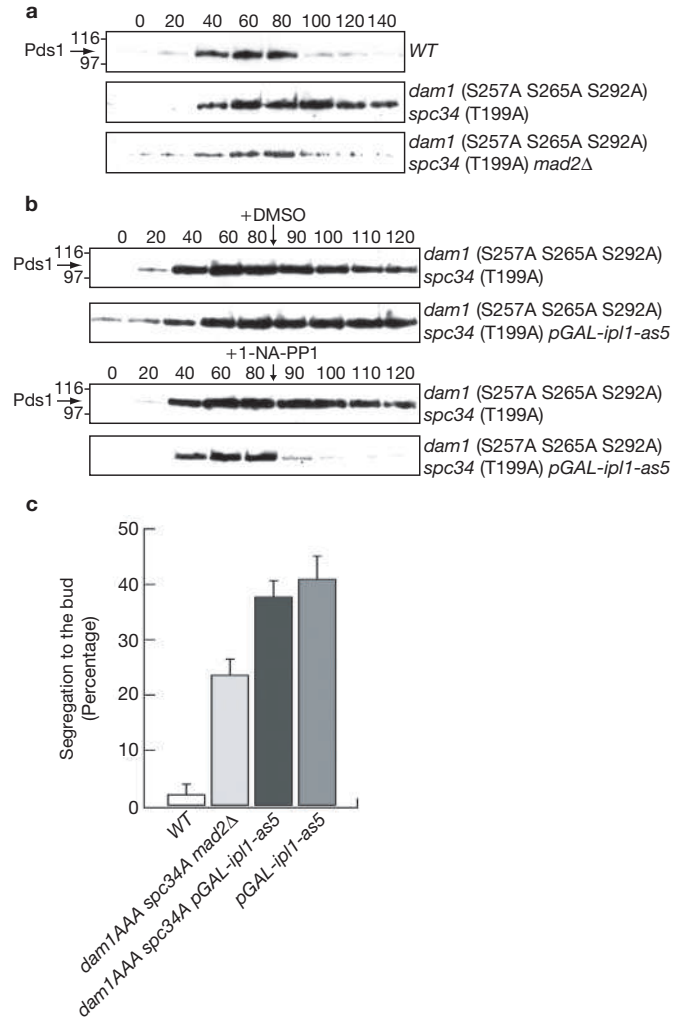 a
0 20 40 60 80 100 120 140
116
Pds1
97
WT
dam1 (S257A S265A S292A)
spc34 (T199A)
dam1 (S257A S265A S292A)
spc34 (T199A) mad2Δ
b
+DMSO
0 20 40 60 80 90 100 110 120
116
Pds1
97
dam1 (S257A S265A S292A)
spc34 (T199A)
dam1 (S257A S265A S292A)
spc34 (T199A) pGAL-ipl1-as5
+1-NA-PP1
0 20 40 60 80 90 100 110 120
116
Pds1
97
dam1 (S257A S265A S292A)
spc34 (T199A)
dam1 (S257A S265A S292A)
spc34 (T199A) pGAL-ipl1-as5
c
Segregation to the bud
(Percentage)
50
40
30
20
10
0
WT
dam1AAA spc34A mad2Δ
dam1AAA spc34A pGAL-ipl1-as5
pGAL-ipl1-as5